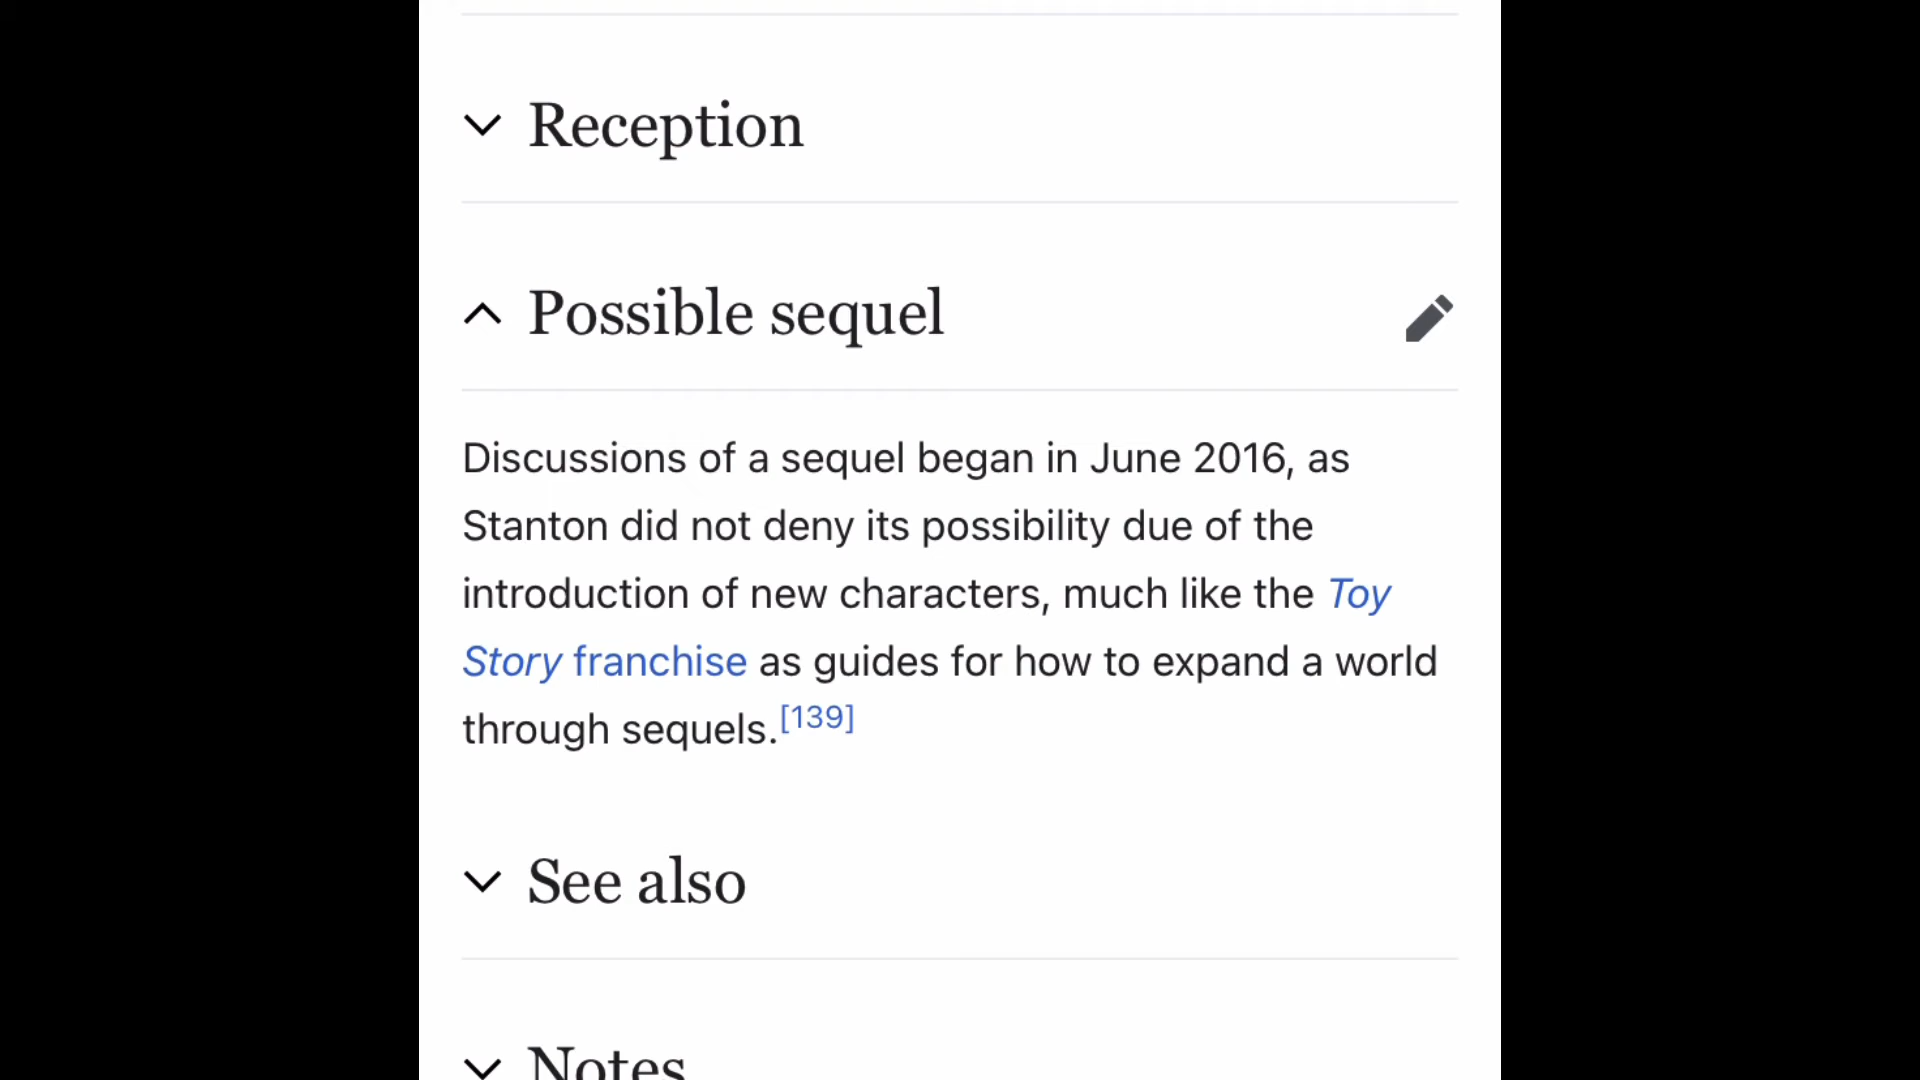 Reception
Possible sequel
Discussions of a sequel began in June 2016, as
Stanton did not deny its possibility due of the
introduction of new characters, much like the Toy
Story franchise as guides for how to expand a world
through sequels.[139]
See also
Notes